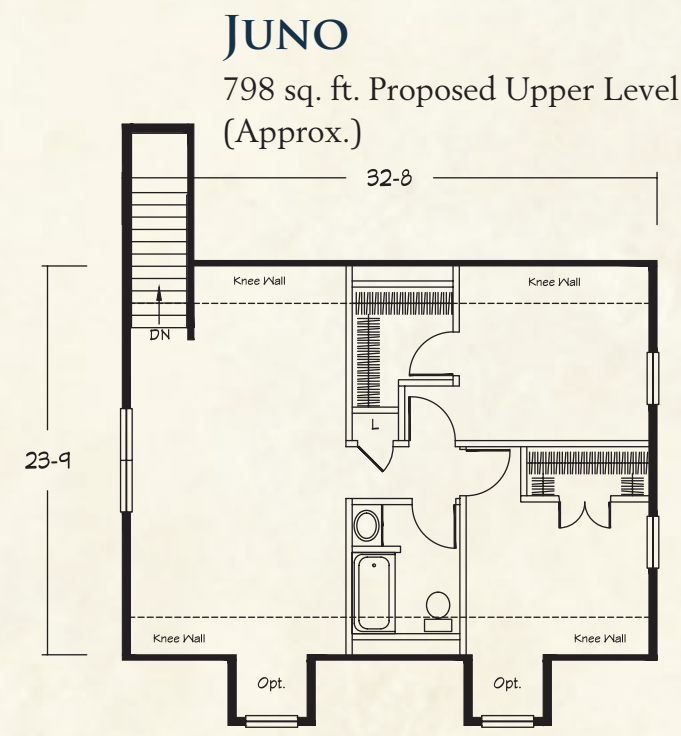 JUNO
798 sq. ft. Proposed Upper Level
(Approx.)
32-8
Knee Wall
Knee Wall
DN
L
23-9
Knee Wall
Knee Wall
Opt.
Opt.